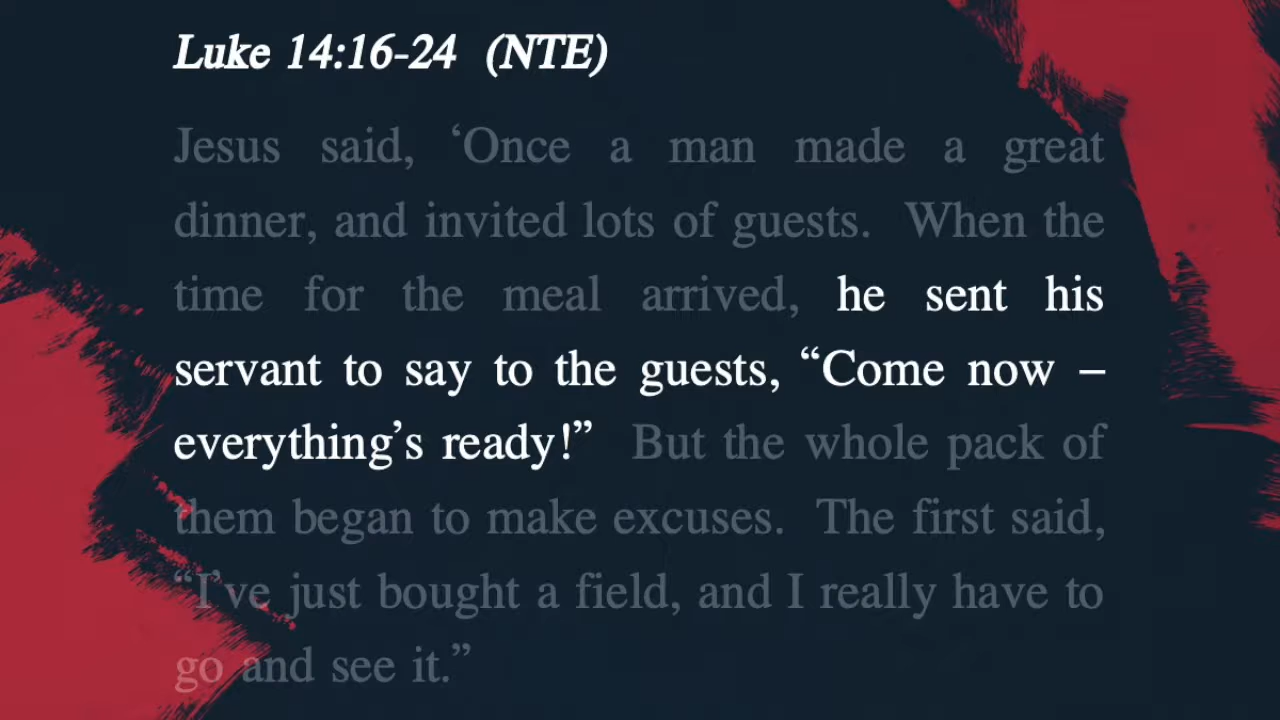 Luke 14:16-24 (NTE)
Jesus said, ‘Once a man made a great
dinner, and invited lots of guests. When the
time for the meal arrived, he sent his
servant to say to the guests, “Come now –
everything’s ready!” But the whole pack of
them began to make excuses. The first said,
“I’ve just bought a field, and I really have to
go and see it.”